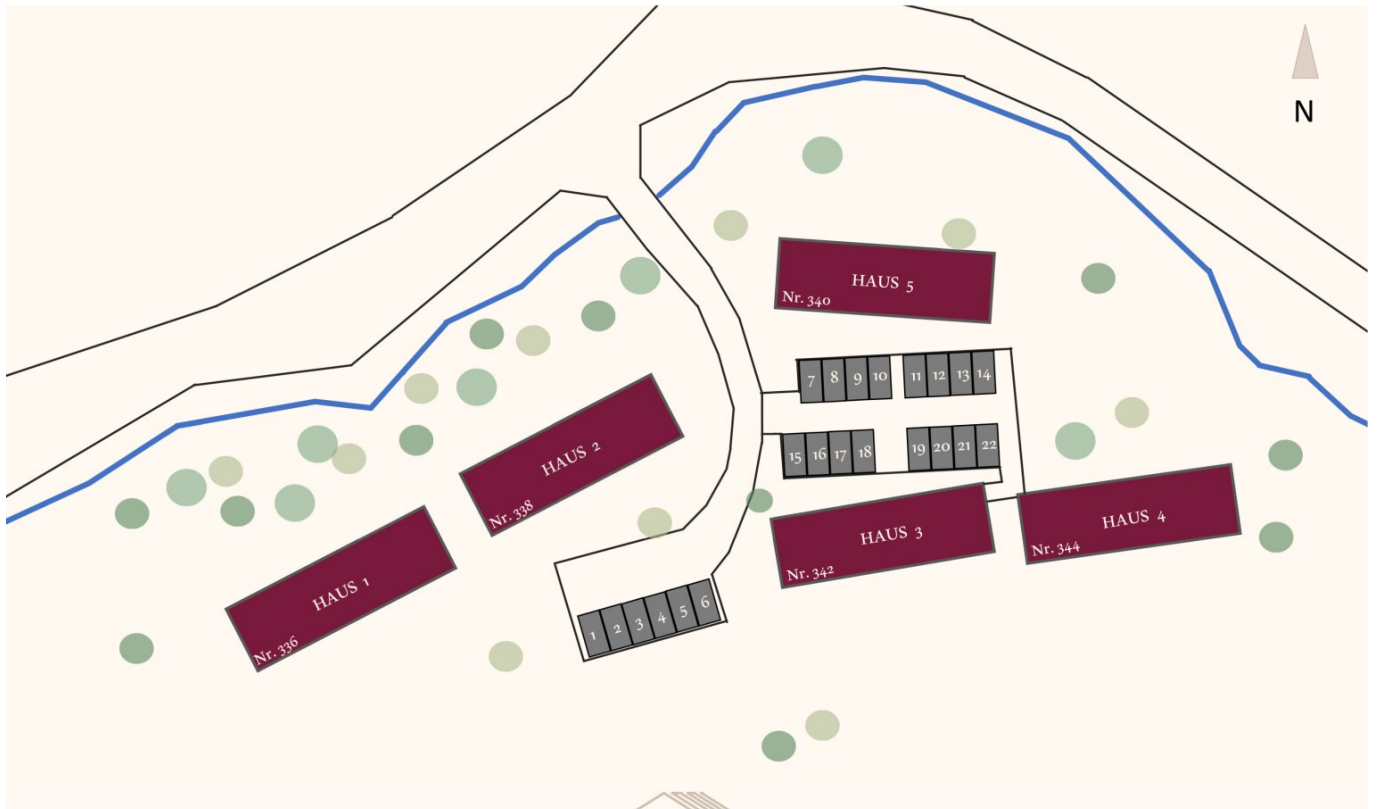 N
HAUS 5
Nr. 340
7 8 9 10 11 12 13 14
15 16 17 18 19 20 21 22
HAUS 2
Nr. 338
HAUS 3
Nr. 342
HAUS 4
Nr. 344
HAUS 1
Nr. 336
1 2 3 4 5 6